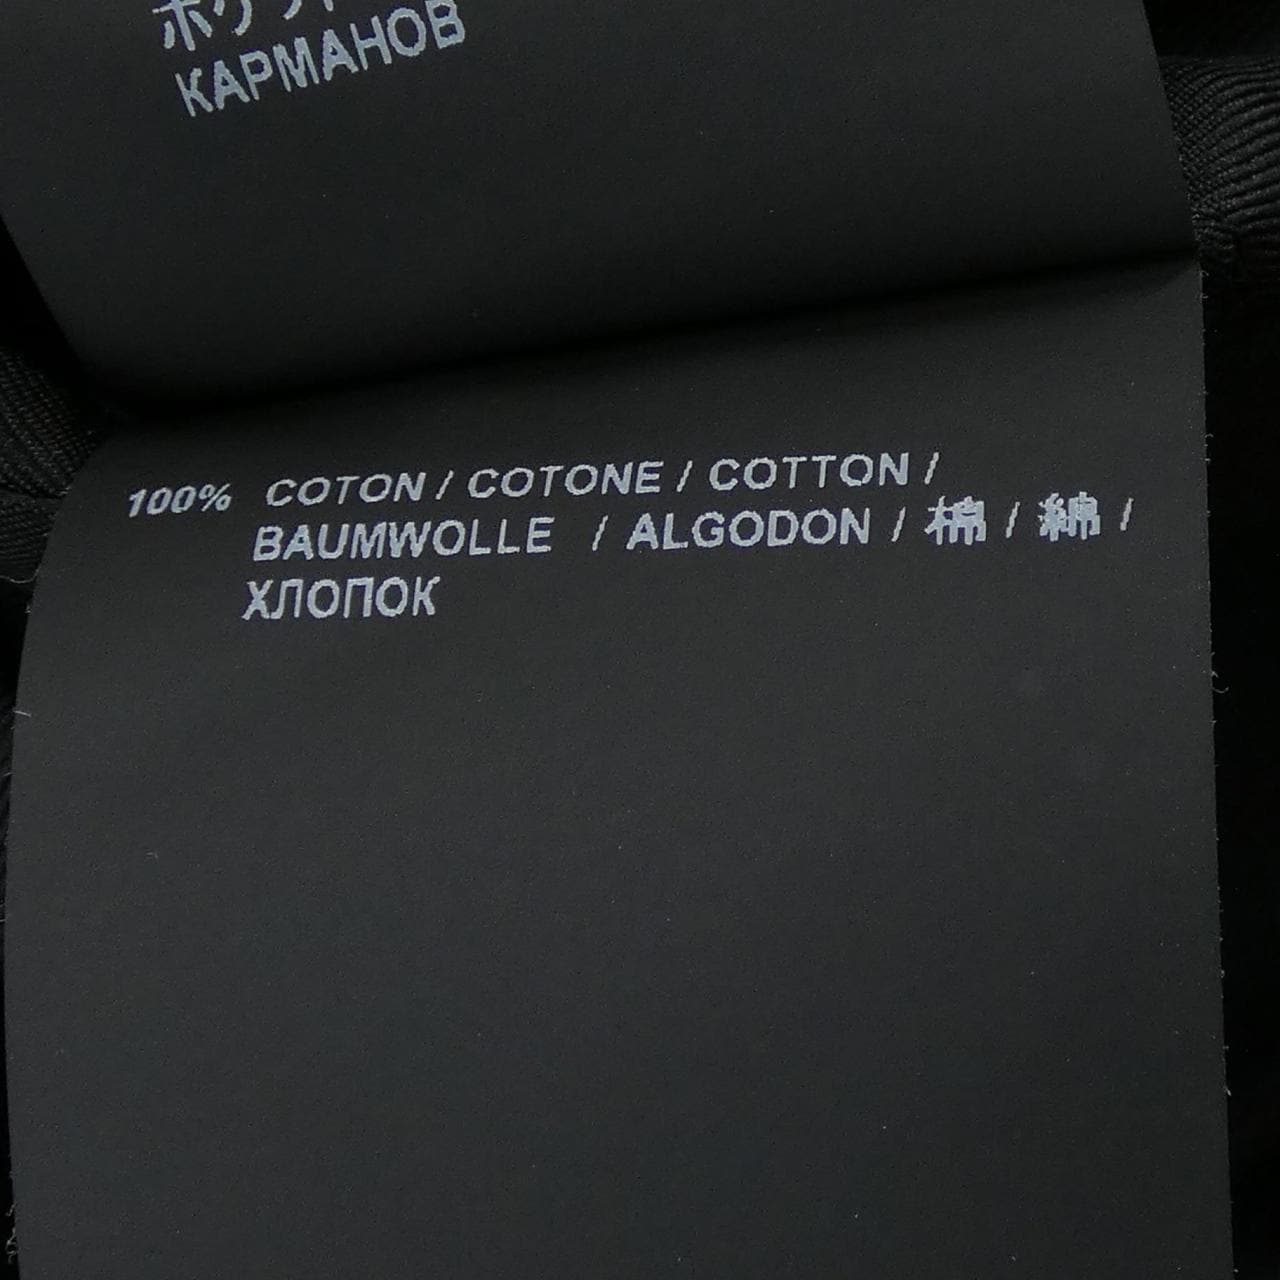 КАРМАНОВ
100% COTON / COTONE / COTTON /
BAUMWOLLE / ALGODON / 棉 / 綿 /
ХЛОПОК